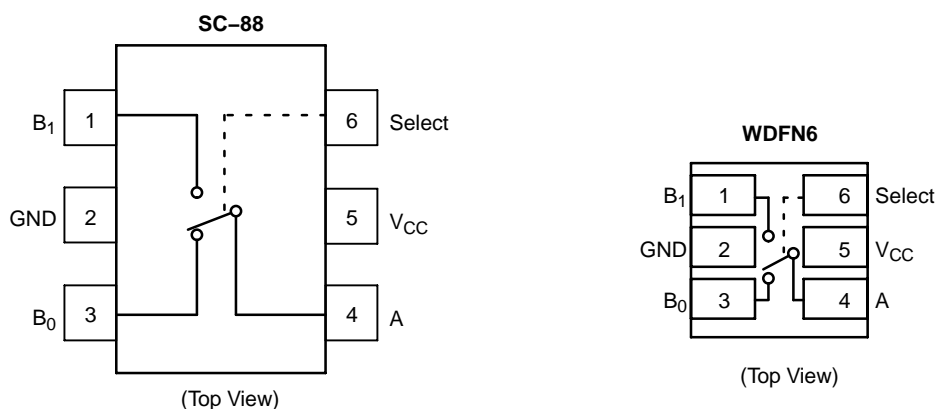 SC–88
B1 1 6 Select
GND 2 5 VCC
B0 3 4 A
(Top View)
WDFN6
B1 1 6 Select
GND 2 5 VCC
B0 3 4 A
(Top View)